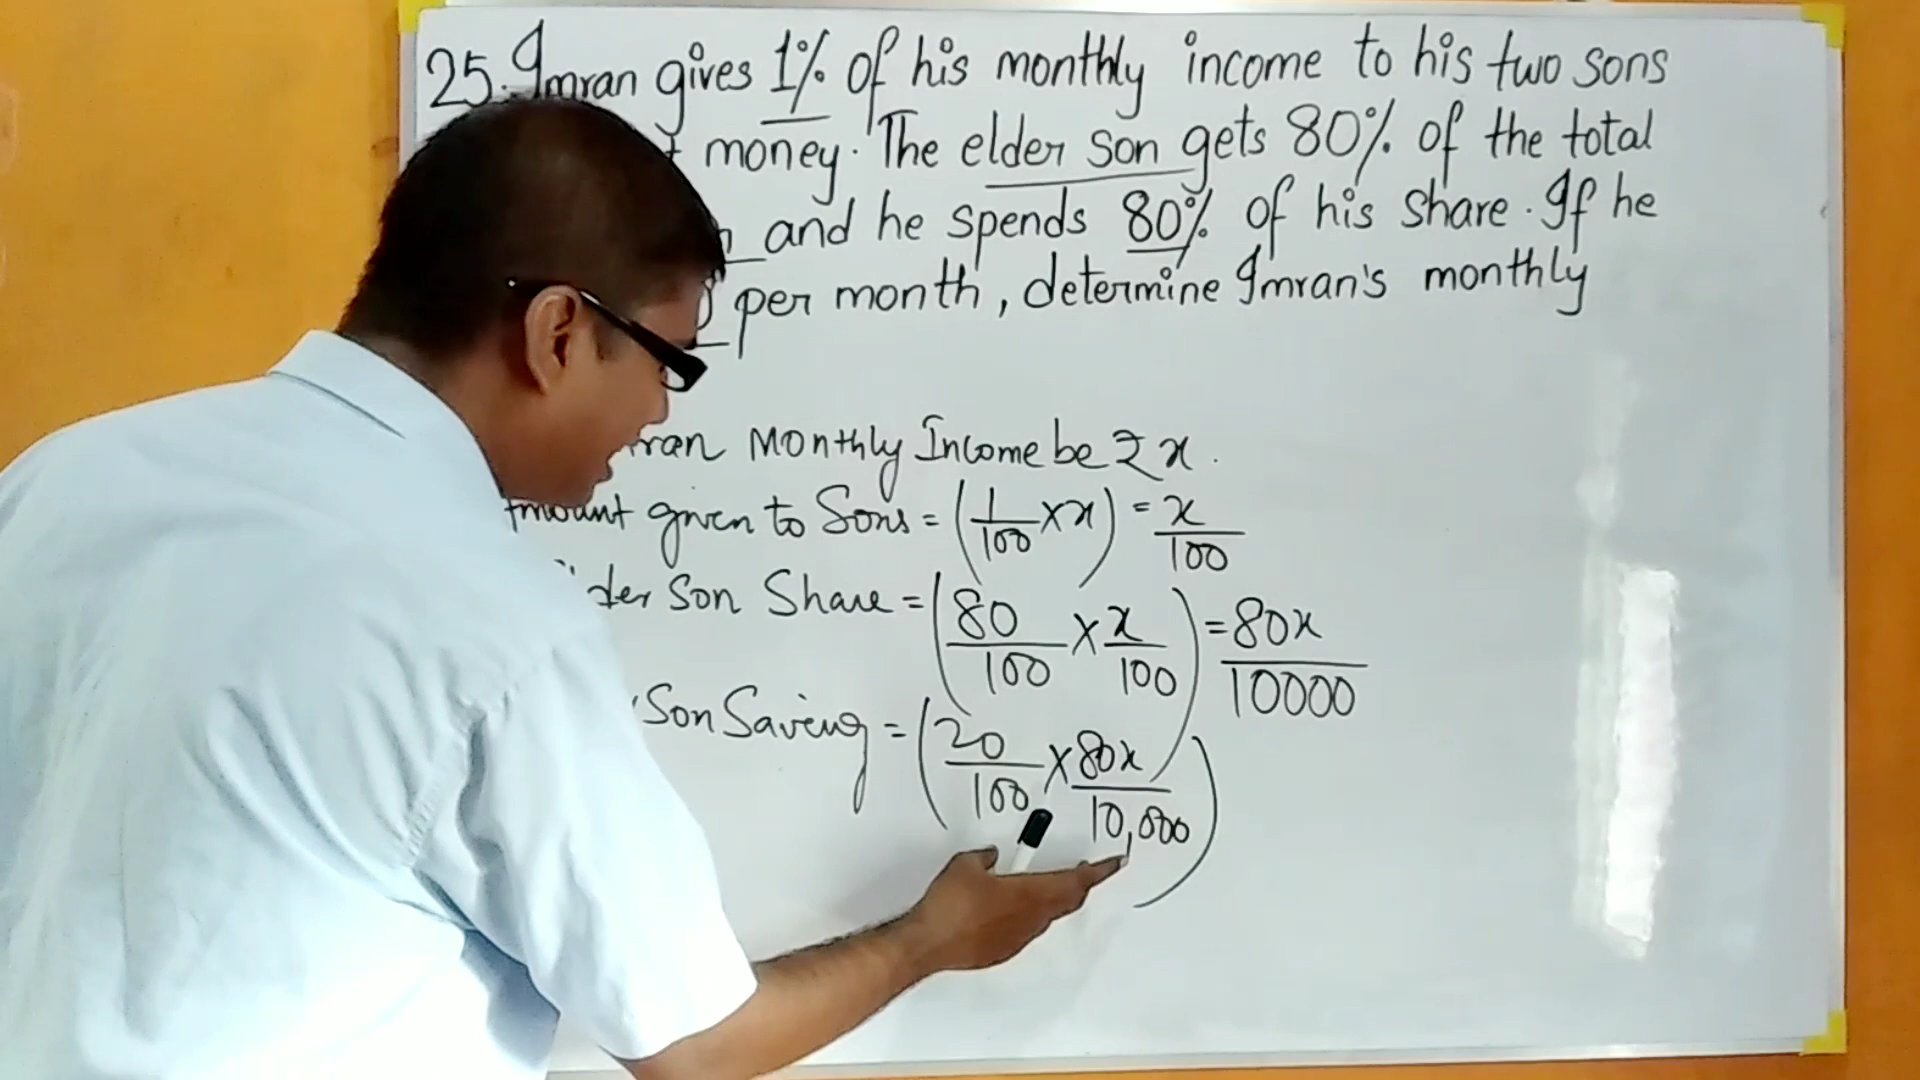 25. Imran gives 1% of his monthly income to his two sons
money. The elder son gets 80% of the total
and he spends 80% of his share. If he
per month, determine Imran's monthly
Monthly Income be ₹ x.
Amount given to Sons = (1/100 × x) = x/100
Son Share = (80/100 × x/100) = 80x/10000
Son Saving = (20/100 × 80x/10,000)